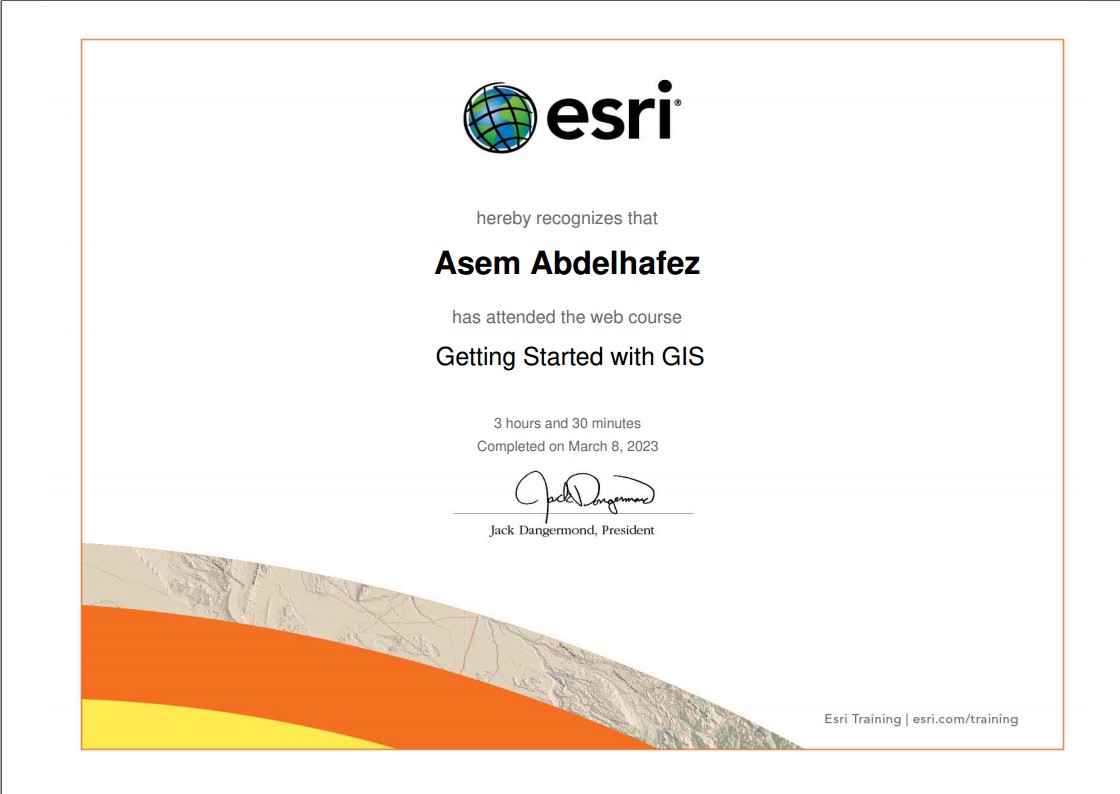 esri®
hereby recognizes that
Asem Abdelhafez
has attended the web course
Getting Started with GIS
3 hours and 30 minutes
Completed on March 8, 2023
Jack Dangermond
Jack Dangermond, President
Esri Training | esri.com/training